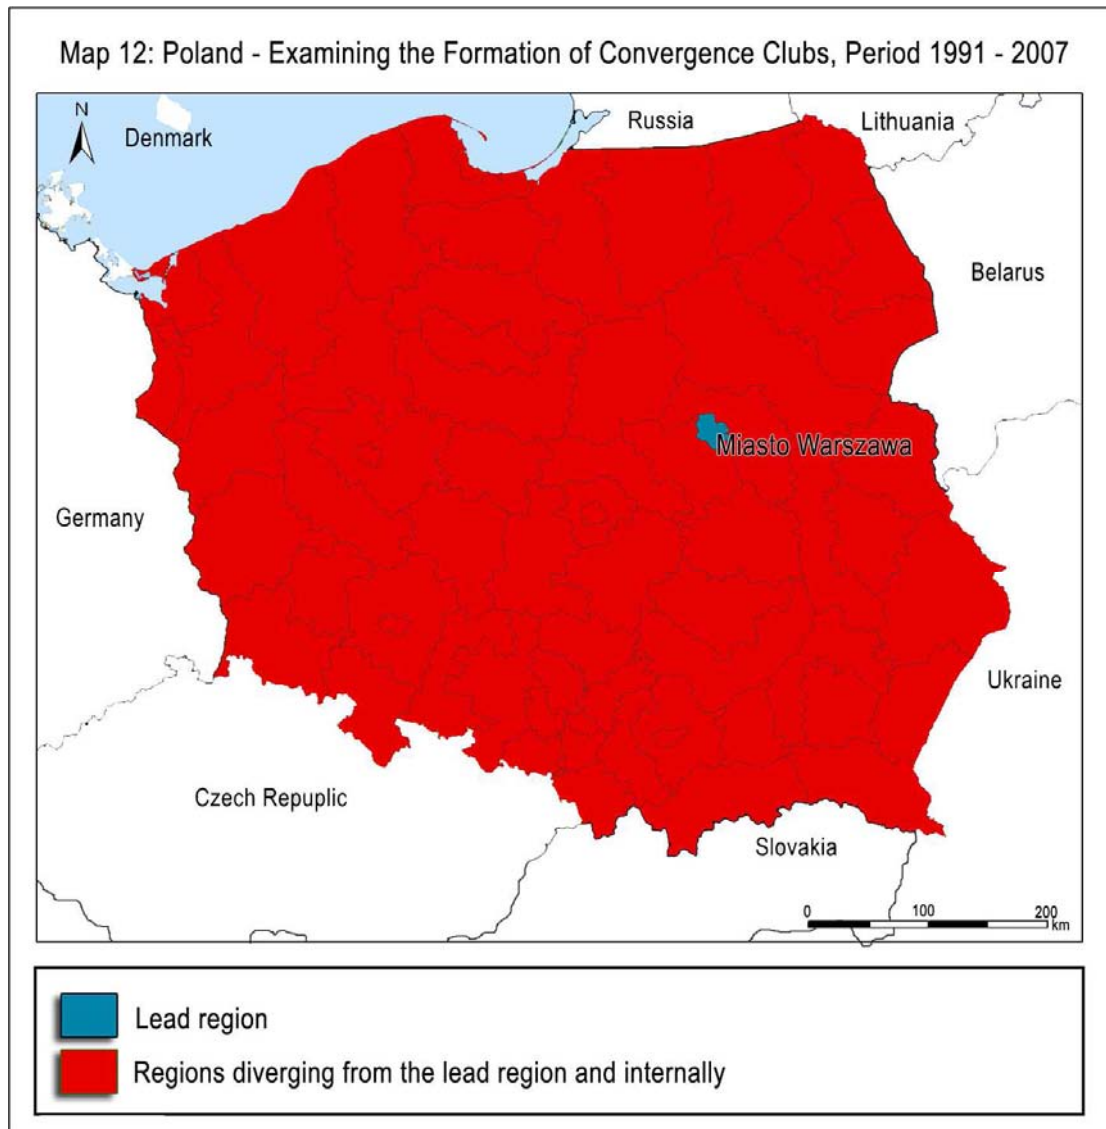 Map 12: Poland - Examining the Formation of Convergence Clubs, Period 1991 - 2007
N
Denmark
Russia
Lithuania
Belarus
Miasto Warszawa
Germany
Ukraine
Czech Repuplic
Slovakia
0 100 200
km
Lead region
Regions diverging from the lead region and internally